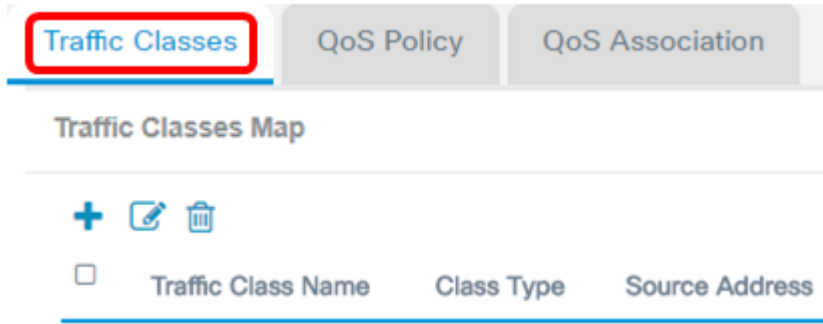 Traffic Classes QoS Policy QoS Association
Traffic Classes Map
Traffic Class Name Class Type Source Address